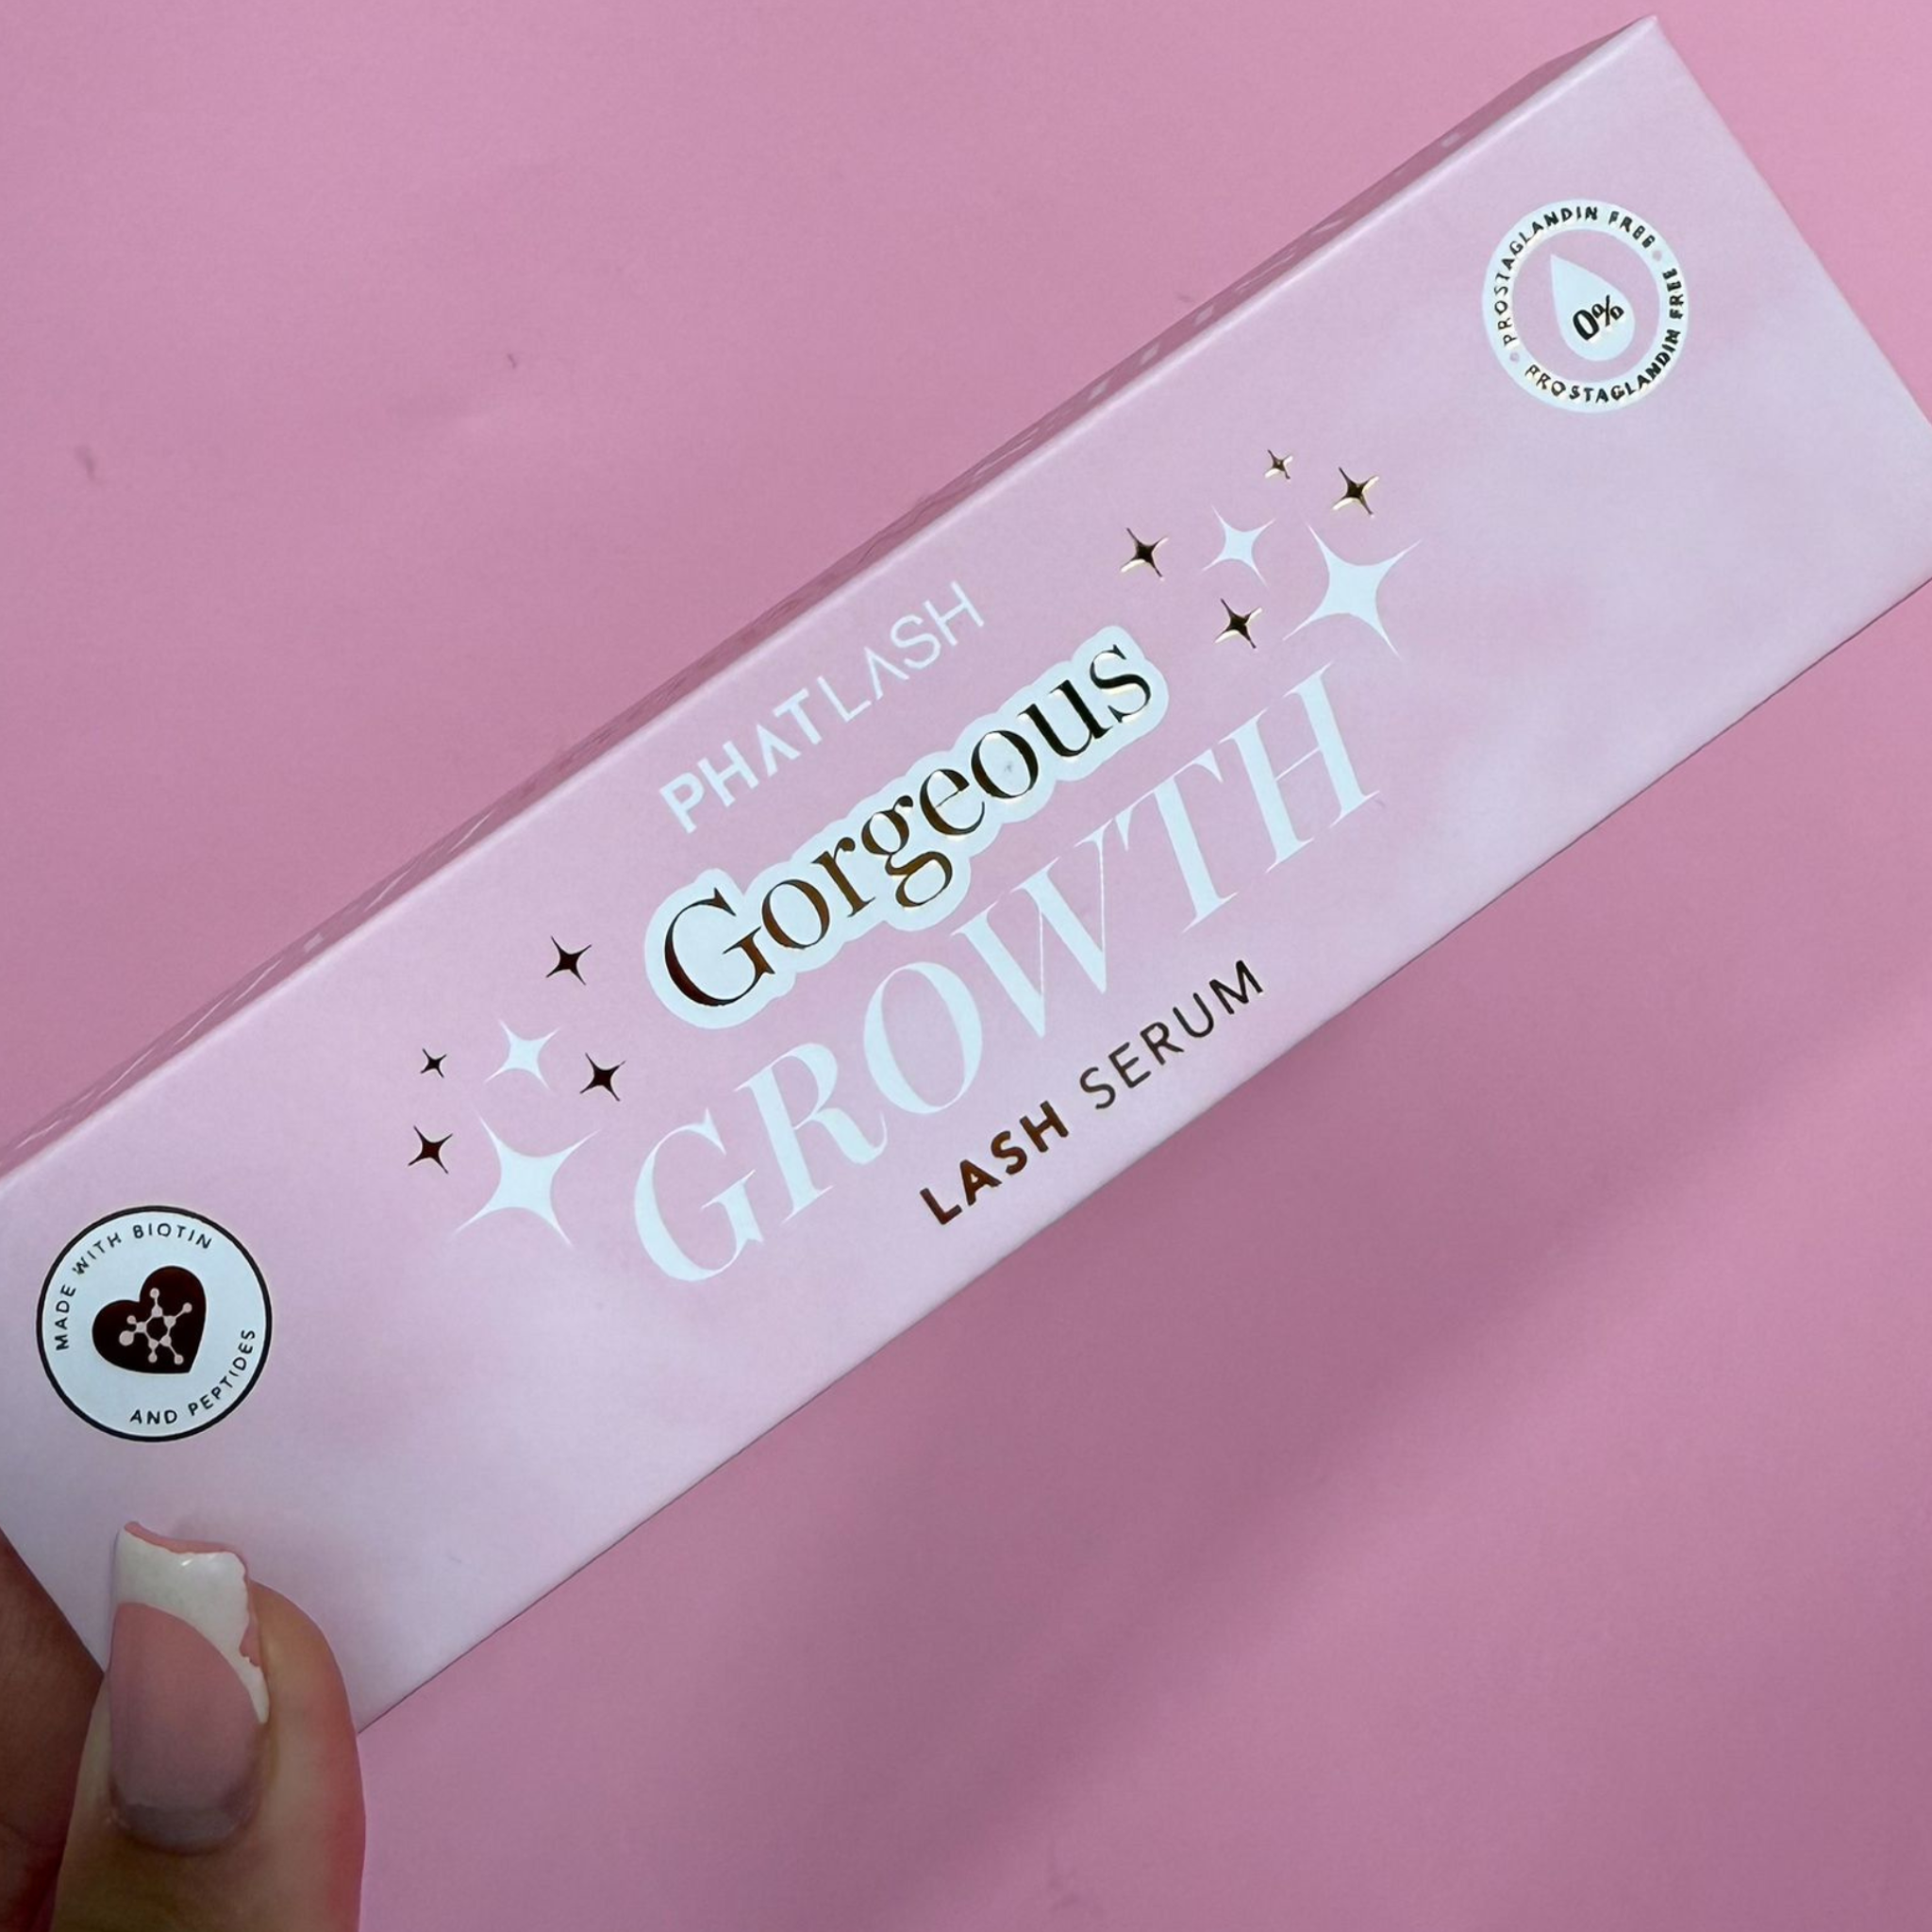 PHATLASH
Gorgeous
GROWTH
LASH SERUM
MADE WITH BIOTIN
AND PEPTIDES
PROSTAGLANDIN FREE
PROSTAGLANDIN FREE
0%